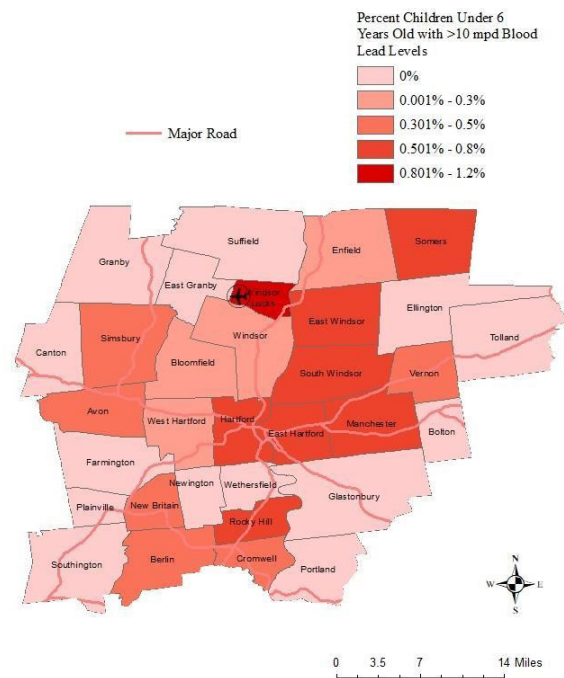 Percent Children Under 6
Years Old with >10 mpd Blood
Lead Levels
0%
0.001% - 0.3%
0.301% - 0.5%
0.501% - 0.8%
0.801% - 1.2%
Major Road
Suffield
Somers
Enfield
Granby
East Granby
Windsor
Locks
Ellington
East Windsor
Windsor
Simsbury
Tolland
Canton
Bloomfield
South Windsor
Vernon
Avon
West Hartford
Hartford
Manchester
East Hartford
Bolton
Farmington
Newington
Wethersfield
Glastonbury
Plainville
New Britain
Rocky Hill
Southington
Berlin
Cromwell
Portland
N
W E
S
0 3.5 7 14 Miles